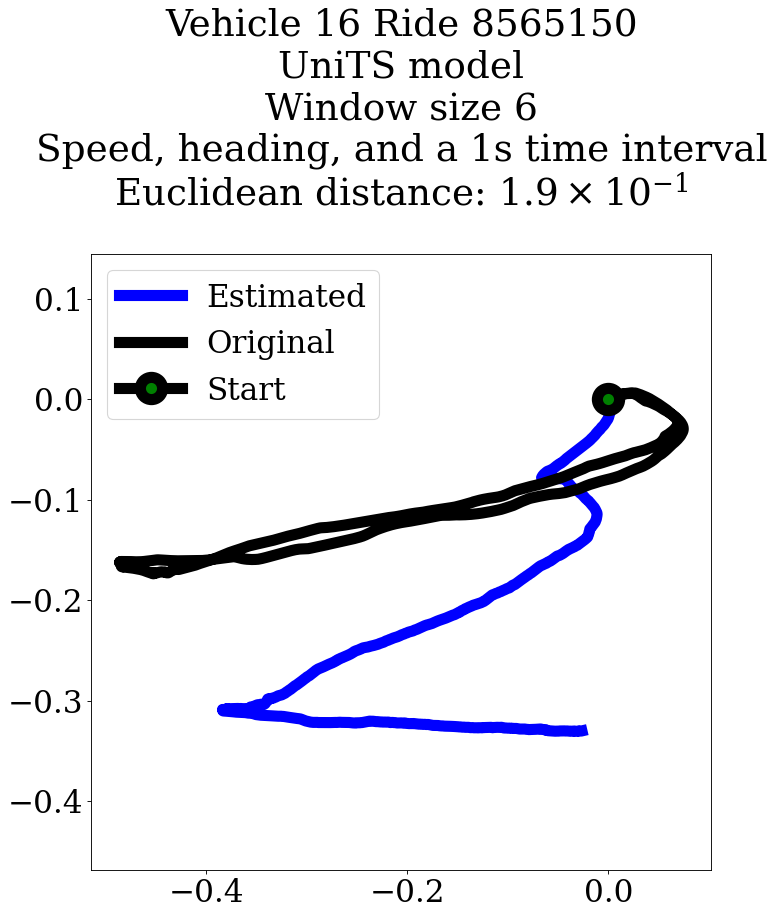 Vehicle 16 Ride 8565150
UniTS model
Window size 6
Speed, heading, and a 1s time interval
Euclidean distance: 1.9 × 10⁻¹
Estimated
Original
Start
0.1
0.0
−0.1
−0.2
−0.3
−0.4
−0.4 −0.2 0.0